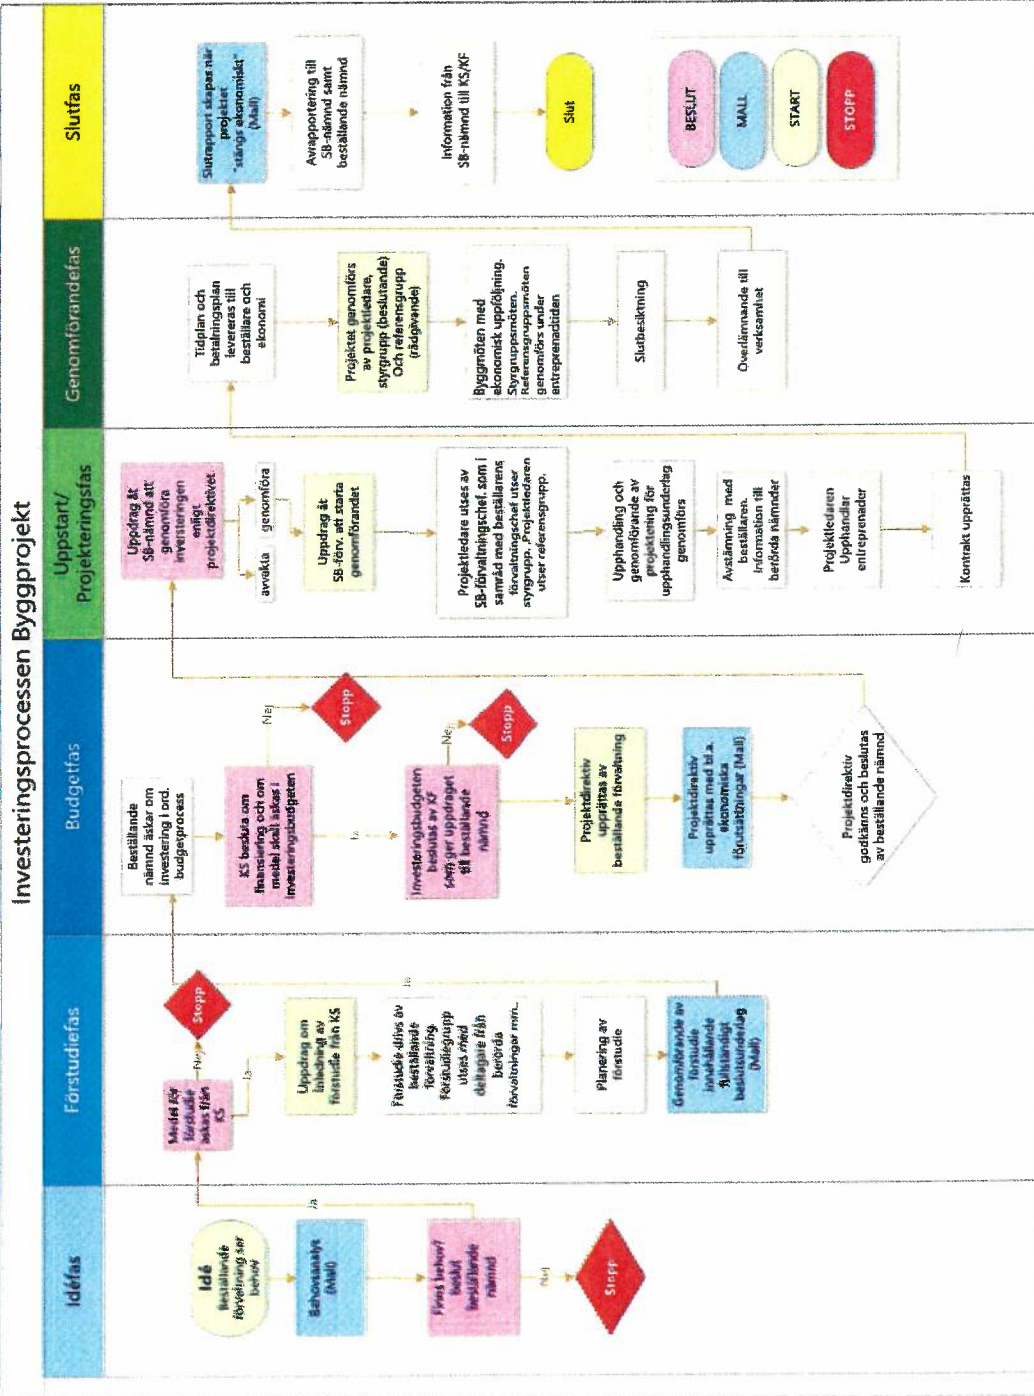 Investeringsprocessen Byggprojekt
Idéfas
Idé
Beställande
förvaltning ser
behov
Behovsanalys
(Mall)
Finns behov?
beslut
beställande
nämnd
Nej
Stopp
Ja
Förstudiefas
Medel för
förstudie
äskas från
KS
Nej
Stopp
Ja
Uppdrag om
inledning av
förstudie från KS
Förstudie drivs av
beställande
förvaltning.
Förstudiegrupp
utses med
deltagare från
berörda
förvaltningar mm..
Planering av
förstudie
Genomförande av
förstudie
innehållande
fullständigt
beslutsunderlag
(Mall)
Ja
Budgetfas
Beställande
nämnd äskar om
investering i ord.
budgetprocess
KS besluta om
finansiering och om
medel skall äskas i
investeringsbudgeten
Nej
Stopp
Ja
Investeringsbudgeten
beslutas av KF
som ger uppdraget
till beställande
nämnd
Nej
Stopp
Projektdirektiv
upprättas av
beställande förvaltning
Projektdirektiv
upprättas med bl.a.
ekonomiska
förutsättningar (Mall)
Projektdirektiv
godkänns och beslutas
av beställande nämnd
Uppstart/
Projekteringsfas
Uppdrag åt
SB-nämnd att
genomföra
inversteringen
enligt
projektdirektivet
avvakta
genomföra
Uppdrag åt
SB-förv. att starta
genomförandet
Projektledare utses av
SB-förvaltningschef, som i
samråd med beställarens
förvaltningschef utser
styrgrupp. Projektledaren
utser referensgrupp.
Upphandling och
genomförande av
projektering för
upphandlingsunderlag
genomförs
Avstämning med
beställaren.
Information till
berörda nämnder
Projektledaren
Upphandlar
entreprenader
Kontrakt upprättas
Genomförandefas
Tidplan och
betalningsplan
levereras till
beställare och
ekonomi
Projektet genomförs
av projektledare,
styrgrupp (beslutande)
Och referensgrupp
(rådgivande)
Byggmöten med
ekonomisk uppföljning.
Styrgruppsmöten.
Referensgruppsmöten
genomförs under
entreprenadtiden
Slutbesiktning
Överlämnande till
verksamhet
Slutfas
Slutrapport skapas när
projektet
"stängs ekonomiskt"
(Mall)
Avrapportering till
SB-nämnd samt
beställande nämnd
Information från
SB-nämnd till KS/KF
Slut
BESLUT
MALL
START
STOPP